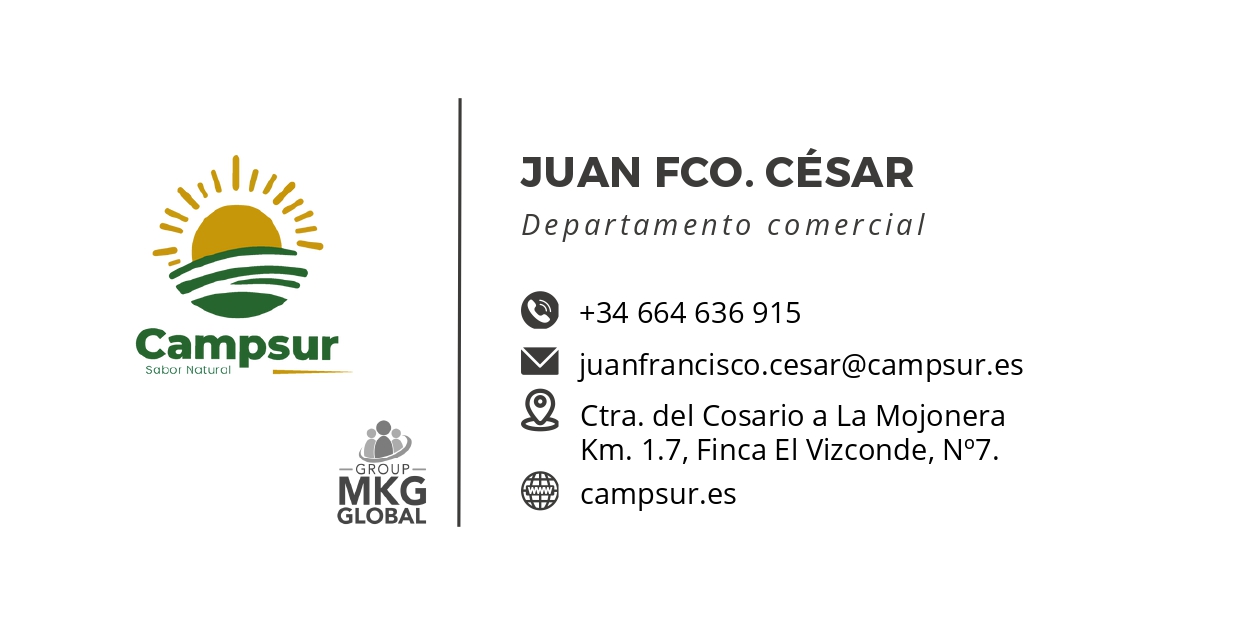 Campsur
Sabor Natural
GROUP
MKG
GLOBAL
JUAN FCO. CÉSAR
Departamento comercial
+34 664 636 915
juanfrancisco.cesar@campsur.es
Ctra. del Cosario a La Mojonera
Km. 1.7, Finca El Vizconde, Nº7.
www
campsur.es